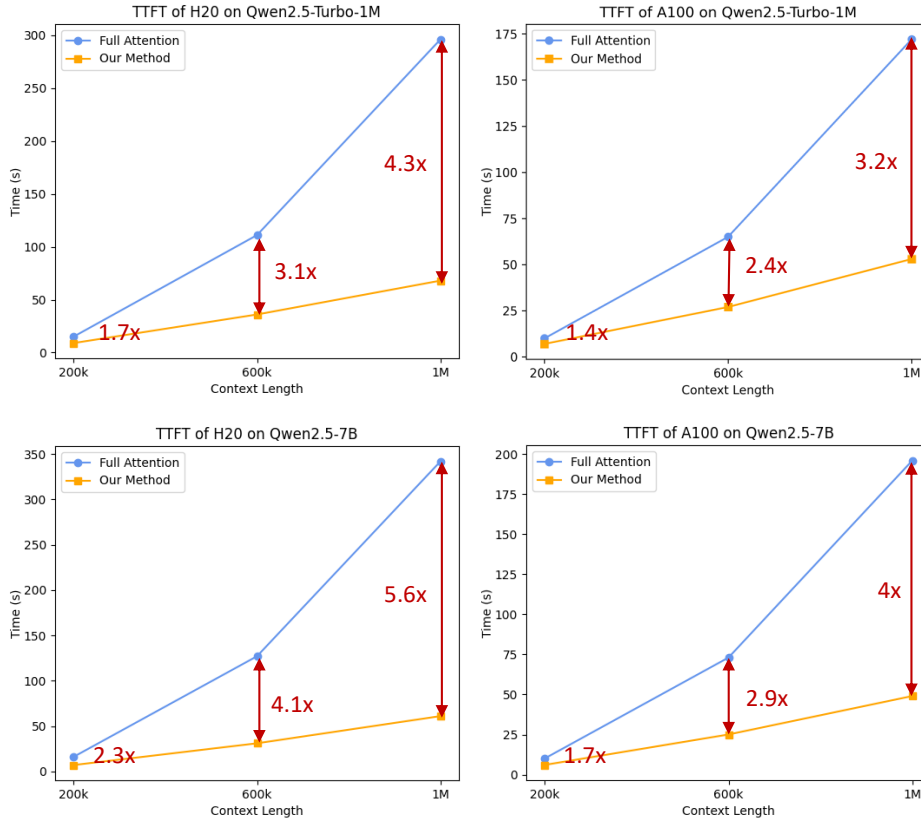 TTFT of H20 on Qwen2.5-Turbo-1M
Full Attention
Our Method
300
250
200
150
100
50
0
Time (s)
4.3x
3.1x
1.7x
200k
600k
1M
Context Length
TTFT of A100 on Qwen2.5-Turbo-1M
Full Attention
Our Method
175
150
125
100
75
50
25
0
Time (s)
3.2x
2.4x
1.4x
200k
600k
1M
Context Length
TTFT of H20 on Qwen2.5-7B
Full Attention
Our Method
350
300
250
200
150
100
50
0
Time (s)
5.6x
4.1x
2.3x
200k
600k
1M
Context Length
TTFT of A100 on Qwen2.5-7B
Full Attention
Our Method
200
175
150
125
100
75
50
25
0
Time (s)
4x
2.9x
1.7x
200k
600k
1M
Context Length